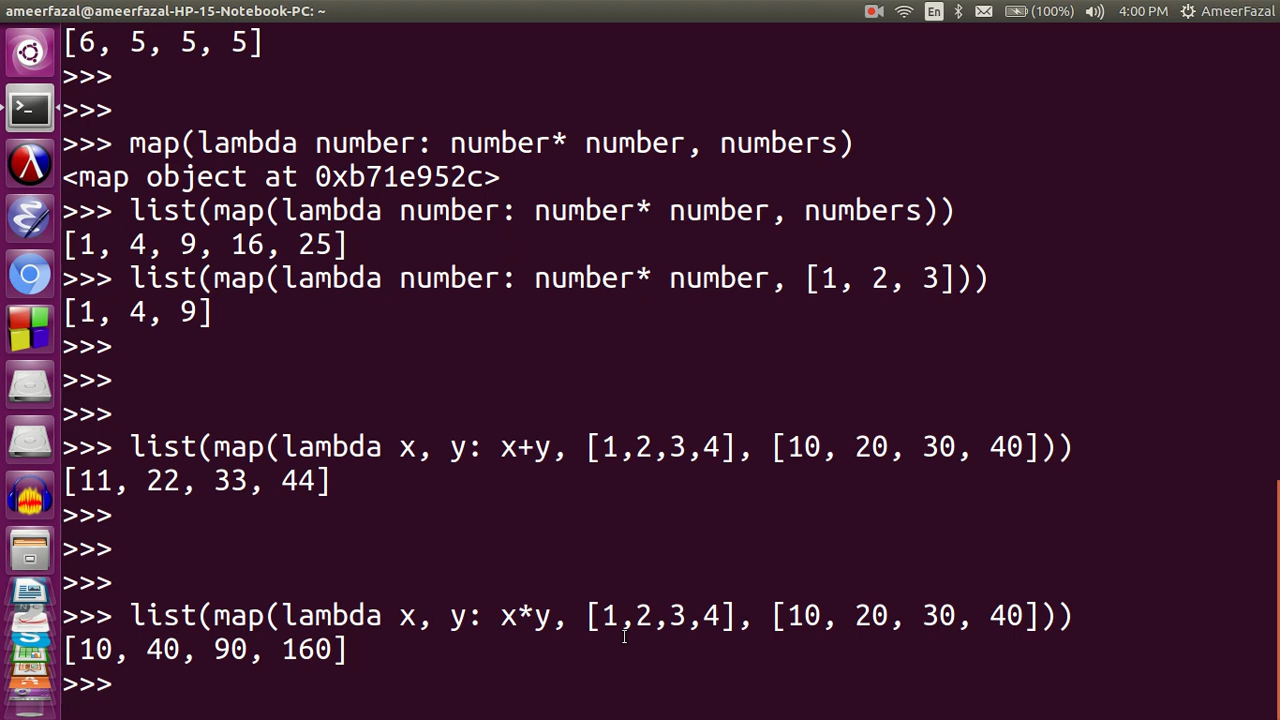 ameerfazal@ameerfazal-HP-15-Notebook-PC: ~ En (100%) 4:00 PM AmeerFazal
[6, 5, 5, 5]
>>>
>>>
>>> map(lambda number: number* number, numbers)
<map object at 0xb71e952c>
>>> list(map(lambda number: number* number, numbers))
[1, 4, 9, 16, 25]
>>> list(map(lambda number: number* number, [1, 2, 3]))
[1, 4, 9]
>>>
>>>
>>>
>>> list(map(lambda x, y: x+y, [1,2,3,4], [10, 20, 30, 40]))
[11, 22, 33, 44]
>>>
>>>
>>>
>>> list(map(lambda x, y: x*y, [1,2,3,4], [10, 20, 30, 40]))
[10, 40, 90, 160]
>>>